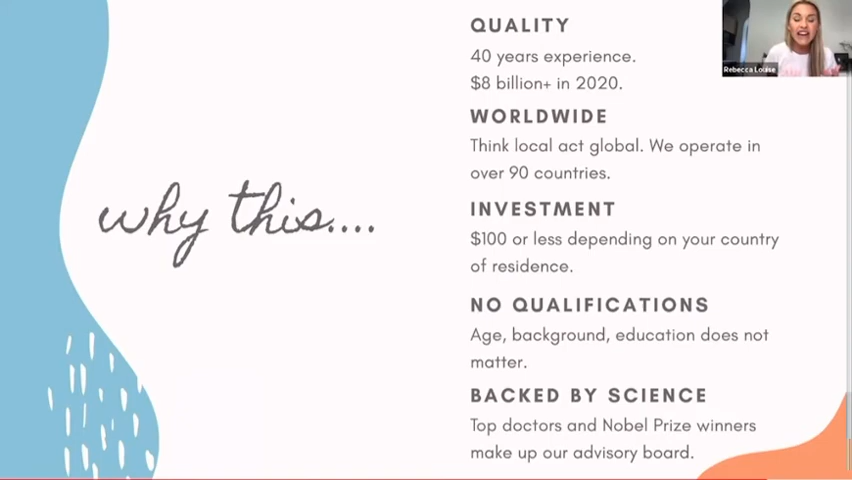 QUALITY
40 years experience.
$8 billion+ in 2020.
WORLDWIDE
Think local act global. We operate in
over 90 countries.
why this....
INVESTMENT
$100 or less depending on your country
of residence.
NO QUALIFICATIONS
Age, background, education does not
matter.
BACKED BY SCIENCE
Top doctors and Nobel Prize winners
make up our advisory board.
Rebecca Louise